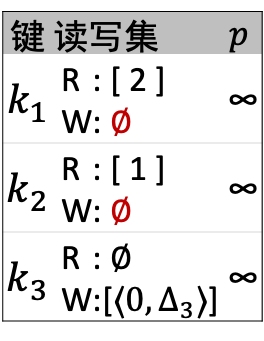 键 读写集 p
k₁ R : [ 2 ] ∞
W: ∅
k₂ R : [ 1 ] ∞
W: ∅
k₃ R : ∅ ∞
W:[⟨0, Δ₃⟩]